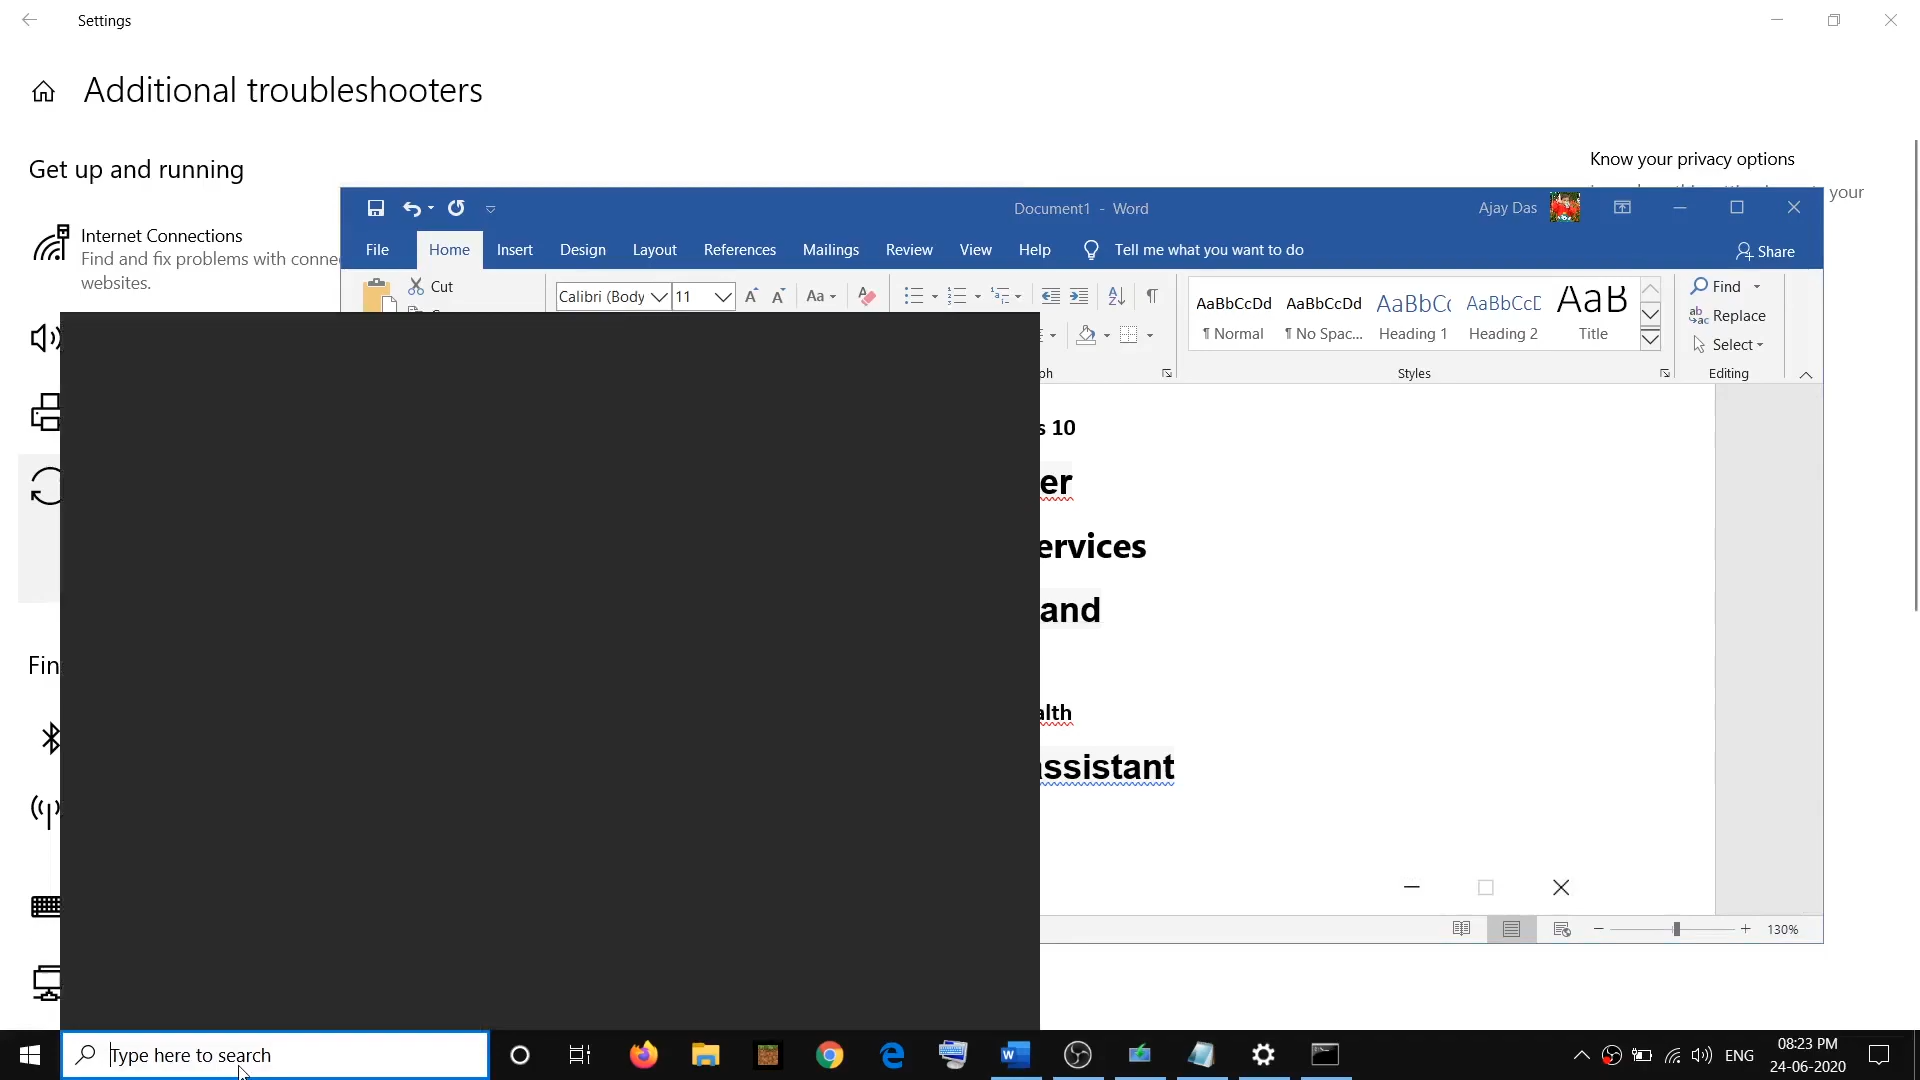 Settings
Additional troubleshooters
Get up and running
Know your privacy options
your
Internet Connections
Find and fix problems with conne
websites.
Document1 - Word
Ajay Das
File Home Insert Design Layout References Mailings Review View Help Tell me what you want to do
Share
Cut
Calibri (Body 11
Aa
AaBbCcDd AaBbCcDd AaBbC( AaBbCcE AaB
¶ Normal ¶ No Spac... Heading 1 Heading 2 Title
Styles
Find
Replace
Select
Editing
s 10
er
ervices
and
alth
assistant
Fin
130%
Type here to search
ENG
08:23 PM
24-06-2020